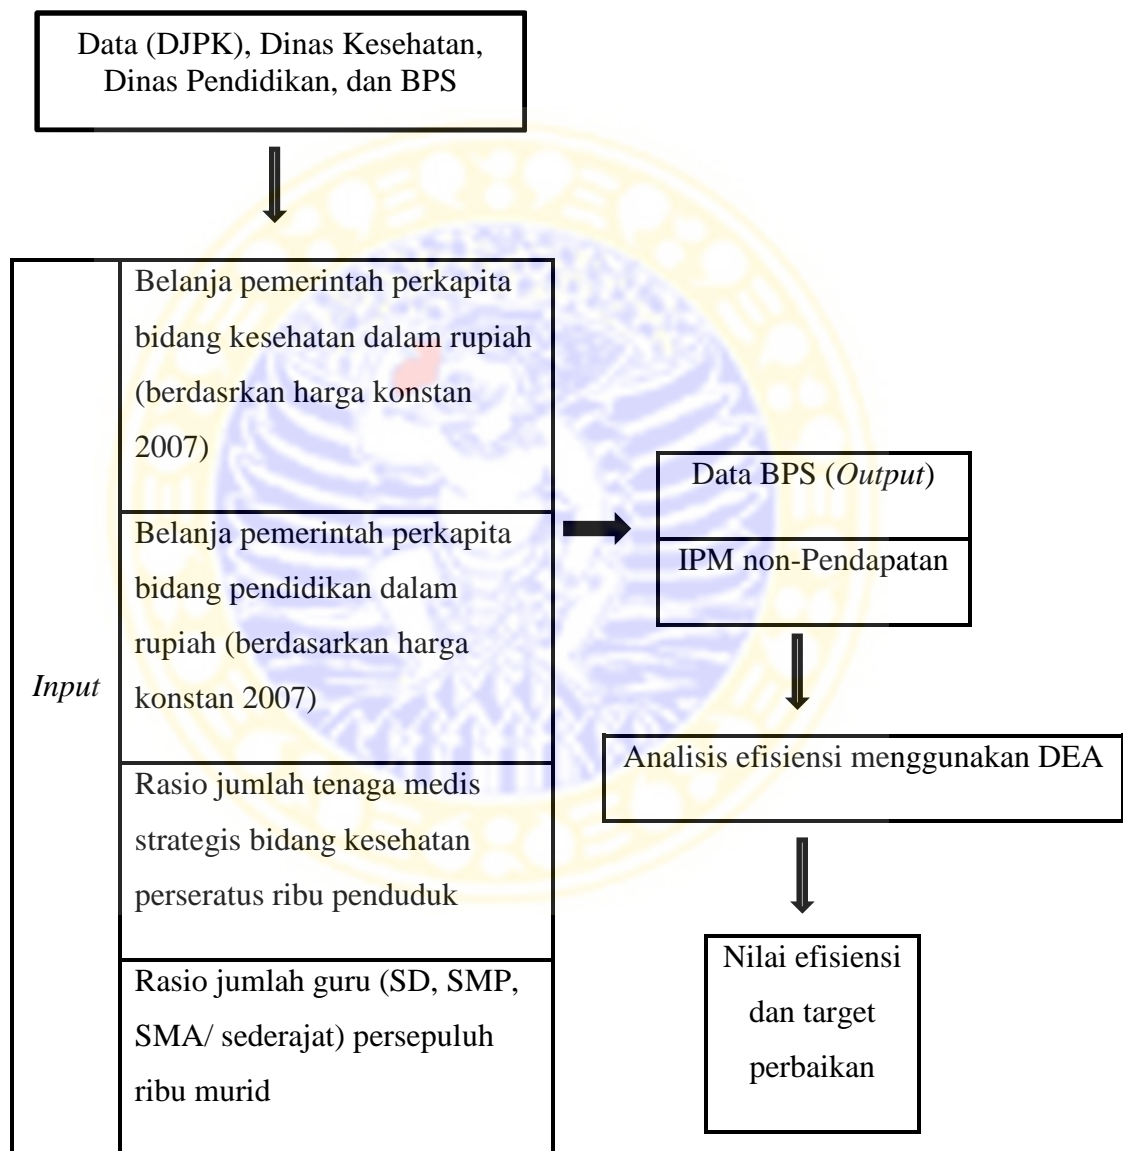 Data (DJPK), Dinas Kesehatan,
Dinas Pendidikan, dan BPS
Input
Belanja pemerintah perkapita
bidang kesehatan dalam rupiah
(berdasrkan harga konstan
2007)
Belanja pemerintah perkapita
bidang pendidikan dalam
rupiah (berdasarkan harga
konstan 2007)
Rasio jumlah tenaga medis
strategis bidang kesehatan
perseratus ribu penduduk
Rasio jumlah guru (SD, SMP,
SMA/ sederajat) persepuluh
ribu murid
Data BPS (Output)
IPM non-Pendapatan
Analisis efisiensi menggunakan DEA
Nilai efisiensi
dan target
perbaikan